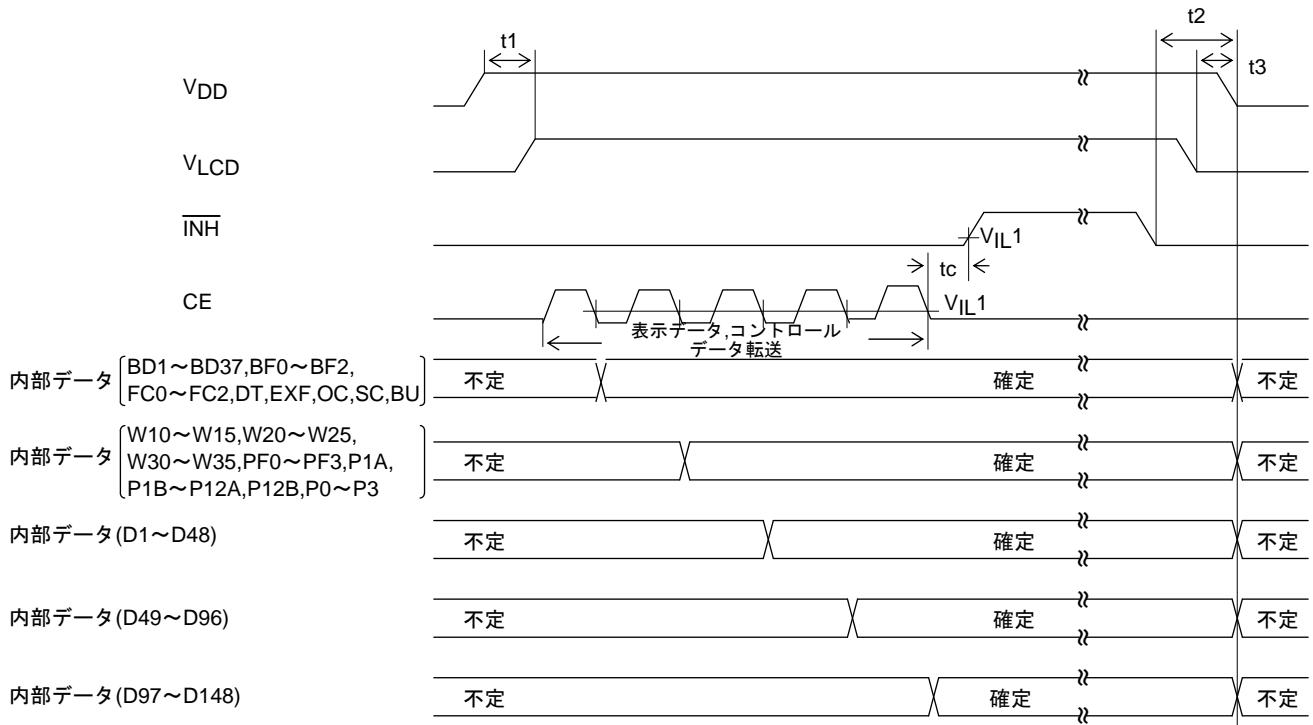 t1
t2
t3
VDD
VLCD
INH
VIL1
tc
CE
VIL1
表示データ,コントロール
データ転送
内部データ
BD1～BD37,BF0～BF2,
FC0～FC2,DT,EXF,OC,SC,BU
不定
確定
不定
内部データ
W10～W15,W20～W25,
W30～W35,PF0～PF3,P1A,
P1B～P12A,P12B,P0～P3
不定
確定
不定
内部データ(D1～D48)
不定
確定
不定
内部データ(D49～D96)
不定
確定
不定
内部データ(D97～D148)
不定
確定
不定